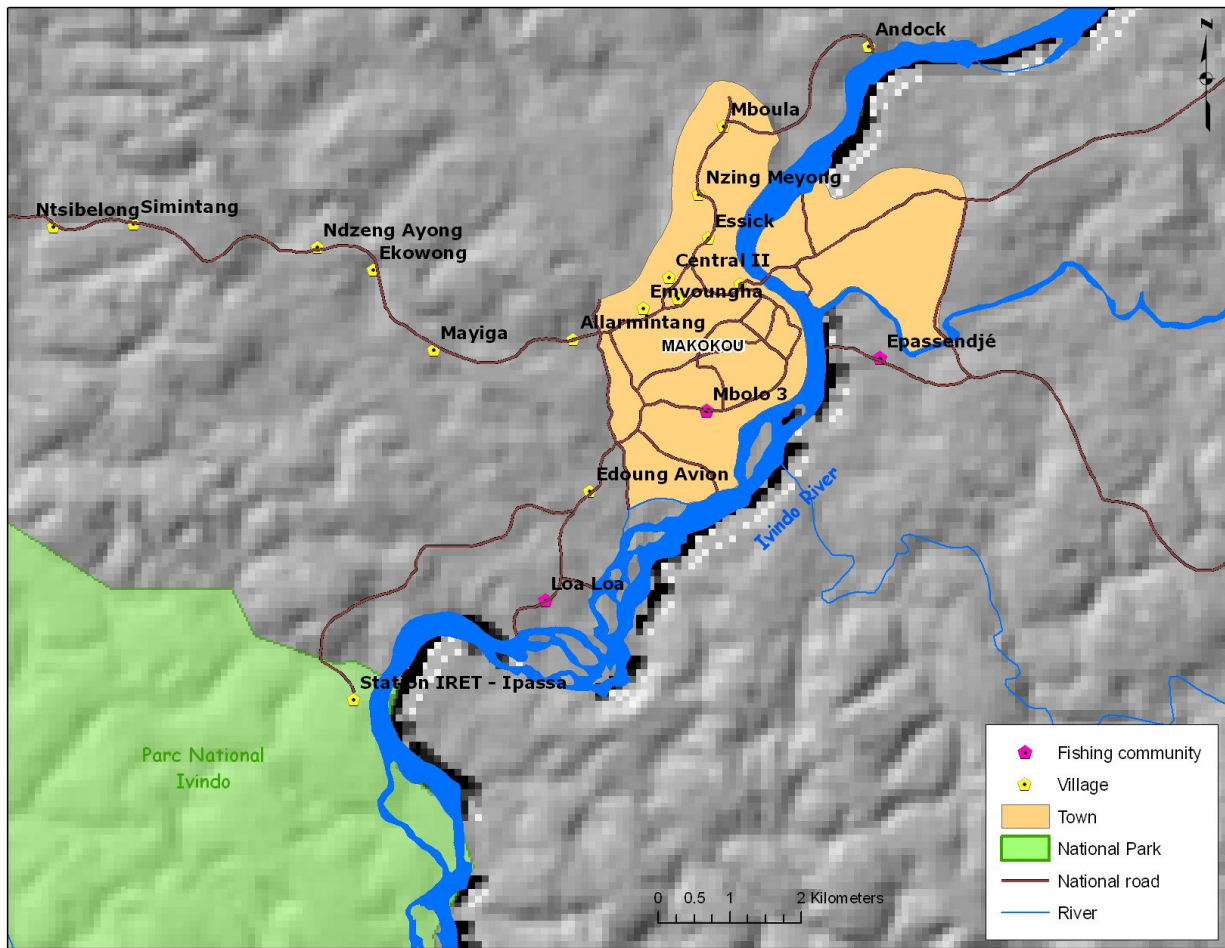 Andock
N
Mboula
Nzing Meyong
Ntsibelong
Simintang
Essick
Ndzeng Ayong
Ekowong
Central II
Emvoungha
Allarmintang
Mayiga
MAKOKOU
Epassendjé
Mbolo 3
Edoung Avion
Ivindo River
Loa Loa
Station IRET - Ipassa
Parc National
Ivindo
Fishing community
Village
Town
National Park
National road
River
0 0.5 1 2 Kilometers